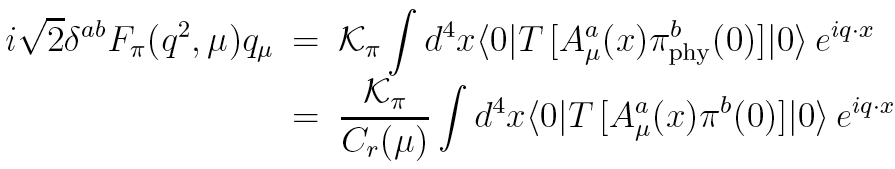 $i\sqrt{2}\delta^{ab}F_{\pi}(q^2,\mu)q_{\mu} = \mathcal{K}_{\pi}\int d^4x\langle 0|T\,[A^a_{\mu}(x)\pi^b_{\rm phy}(0)]|0\rangle\, e^{iq\cdot x}$
$= \frac{\mathcal{K}_{\pi}}{C_r(\mu)}\int d^4x\langle 0|T\,[A^a_{\mu}(x)\pi^b(0)]|0\rangle\, e^{iq\cdot x}$